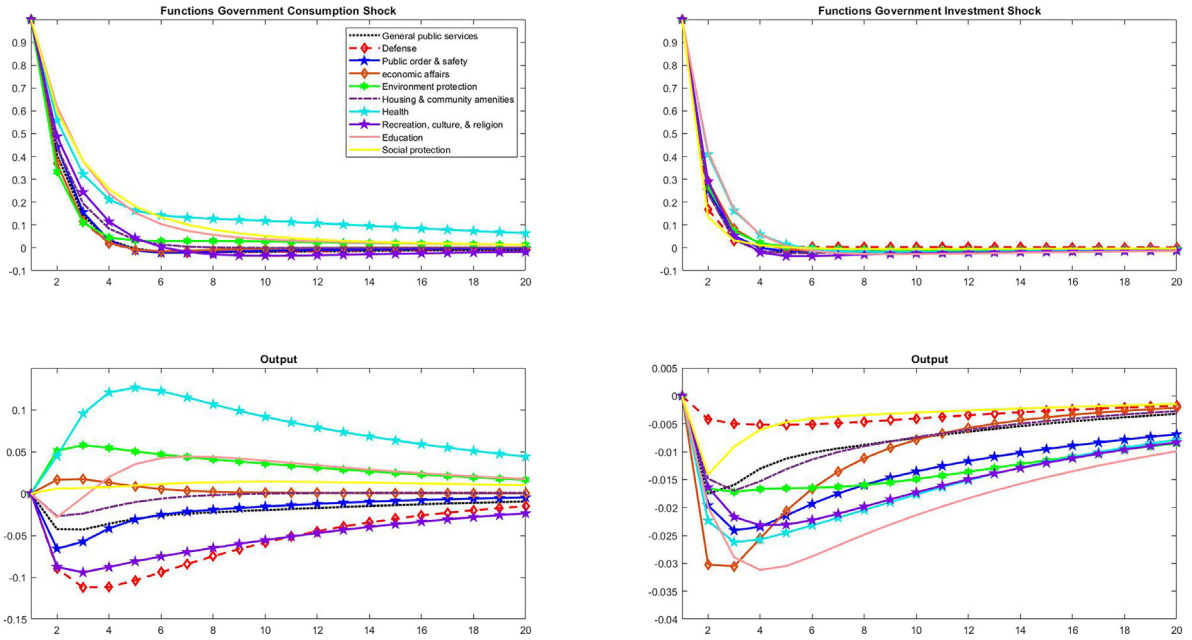 Functions Government Consumption Shock
0.9
0.8
0.7
0.6
0.5
0.4
0.3
0.2
0.1
0
-0.1
2 4 6 8 10 12 14 16 18 20
General public services
Defense
Public order & safety
economic affairs
Environment protection
Housing & community amenities
Health
Recreation, culture, & religion
Education
Social protection
Functions Government Investment Shock
0.9
0.8
0.7
0.6
0.5
0.4
0.3
0.2
0.1
0
-0.1
2 4 6 8 10 12 14 16 18 20
Output
0.1
0.05
0
-0.05
-0.1
-0.15
2 4 6 8 10 12 14 16 18 20
Output
0.005
0
-0.005
-0.01
-0.015
-0.02
-0.025
-0.03
-0.035
-0.04
2 4 6 8 10 12 14 16 18 20